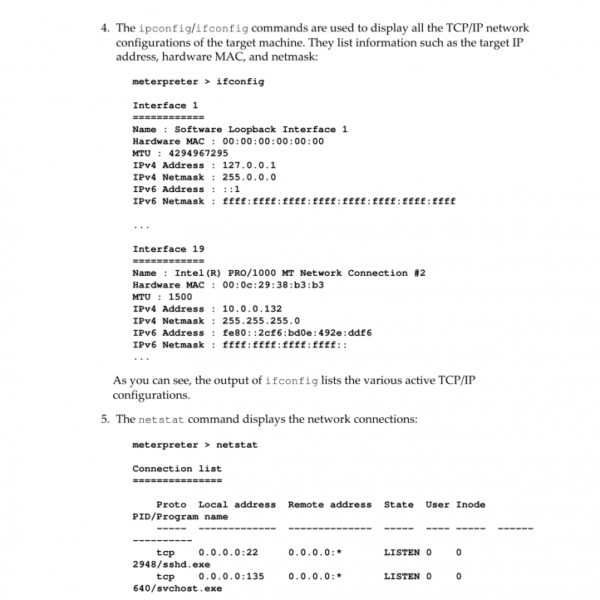 4. The ipconfig/ifconfig commands are used to display all the TCP/IP network
configurations of the target machine. They list information such as the target IP
address, hardware MAC, and netmask:
meterpreter > ifconfig
Interface 1
============
Name : Software Loopback Interface 1
Hardware MAC : 00:00:00:00:00:00
MTU : 4294967295
IPv4 Address : 127.0.0.1
IPv4 Netmask : 255.0.0.0
IPv6 Address : ::1
IPv6 Netmask : ffff:ffff:ffff:ffff:ffff:ffff:ffff:ffff
...
Interface 19
============
Name : Intel(R) PRO/1000 MT Network Connection #2
Hardware MAC : 00:0c:29:38:b3:b3
MTU : 1500
IPv4 Address : 10.0.0.132
IPv4 Netmask : 255.255.255.0
IPv6 Address : fe80::2cf6:bd0e:492e:ddf6
IPv6 Netmask : ffff:ffff:ffff:ffff::
...
As you can see, the output of ifconfig lists the various active TCP/IP
configurations.
5. The netstat command displays the network connections:
meterpreter > netstat
Connection list
===============
Proto Local address Remote address State User Inode
PID/Program name
----- ------------- -------------- ----- ---- ----- ------
----------
tcp 0.0.0.0:22 0.0.0.0:* LISTEN 0 0
2948/sshd.exe
tcp 0.0.0.0:135 0.0.0.0:* LISTEN 0 0
640/svchost.exe